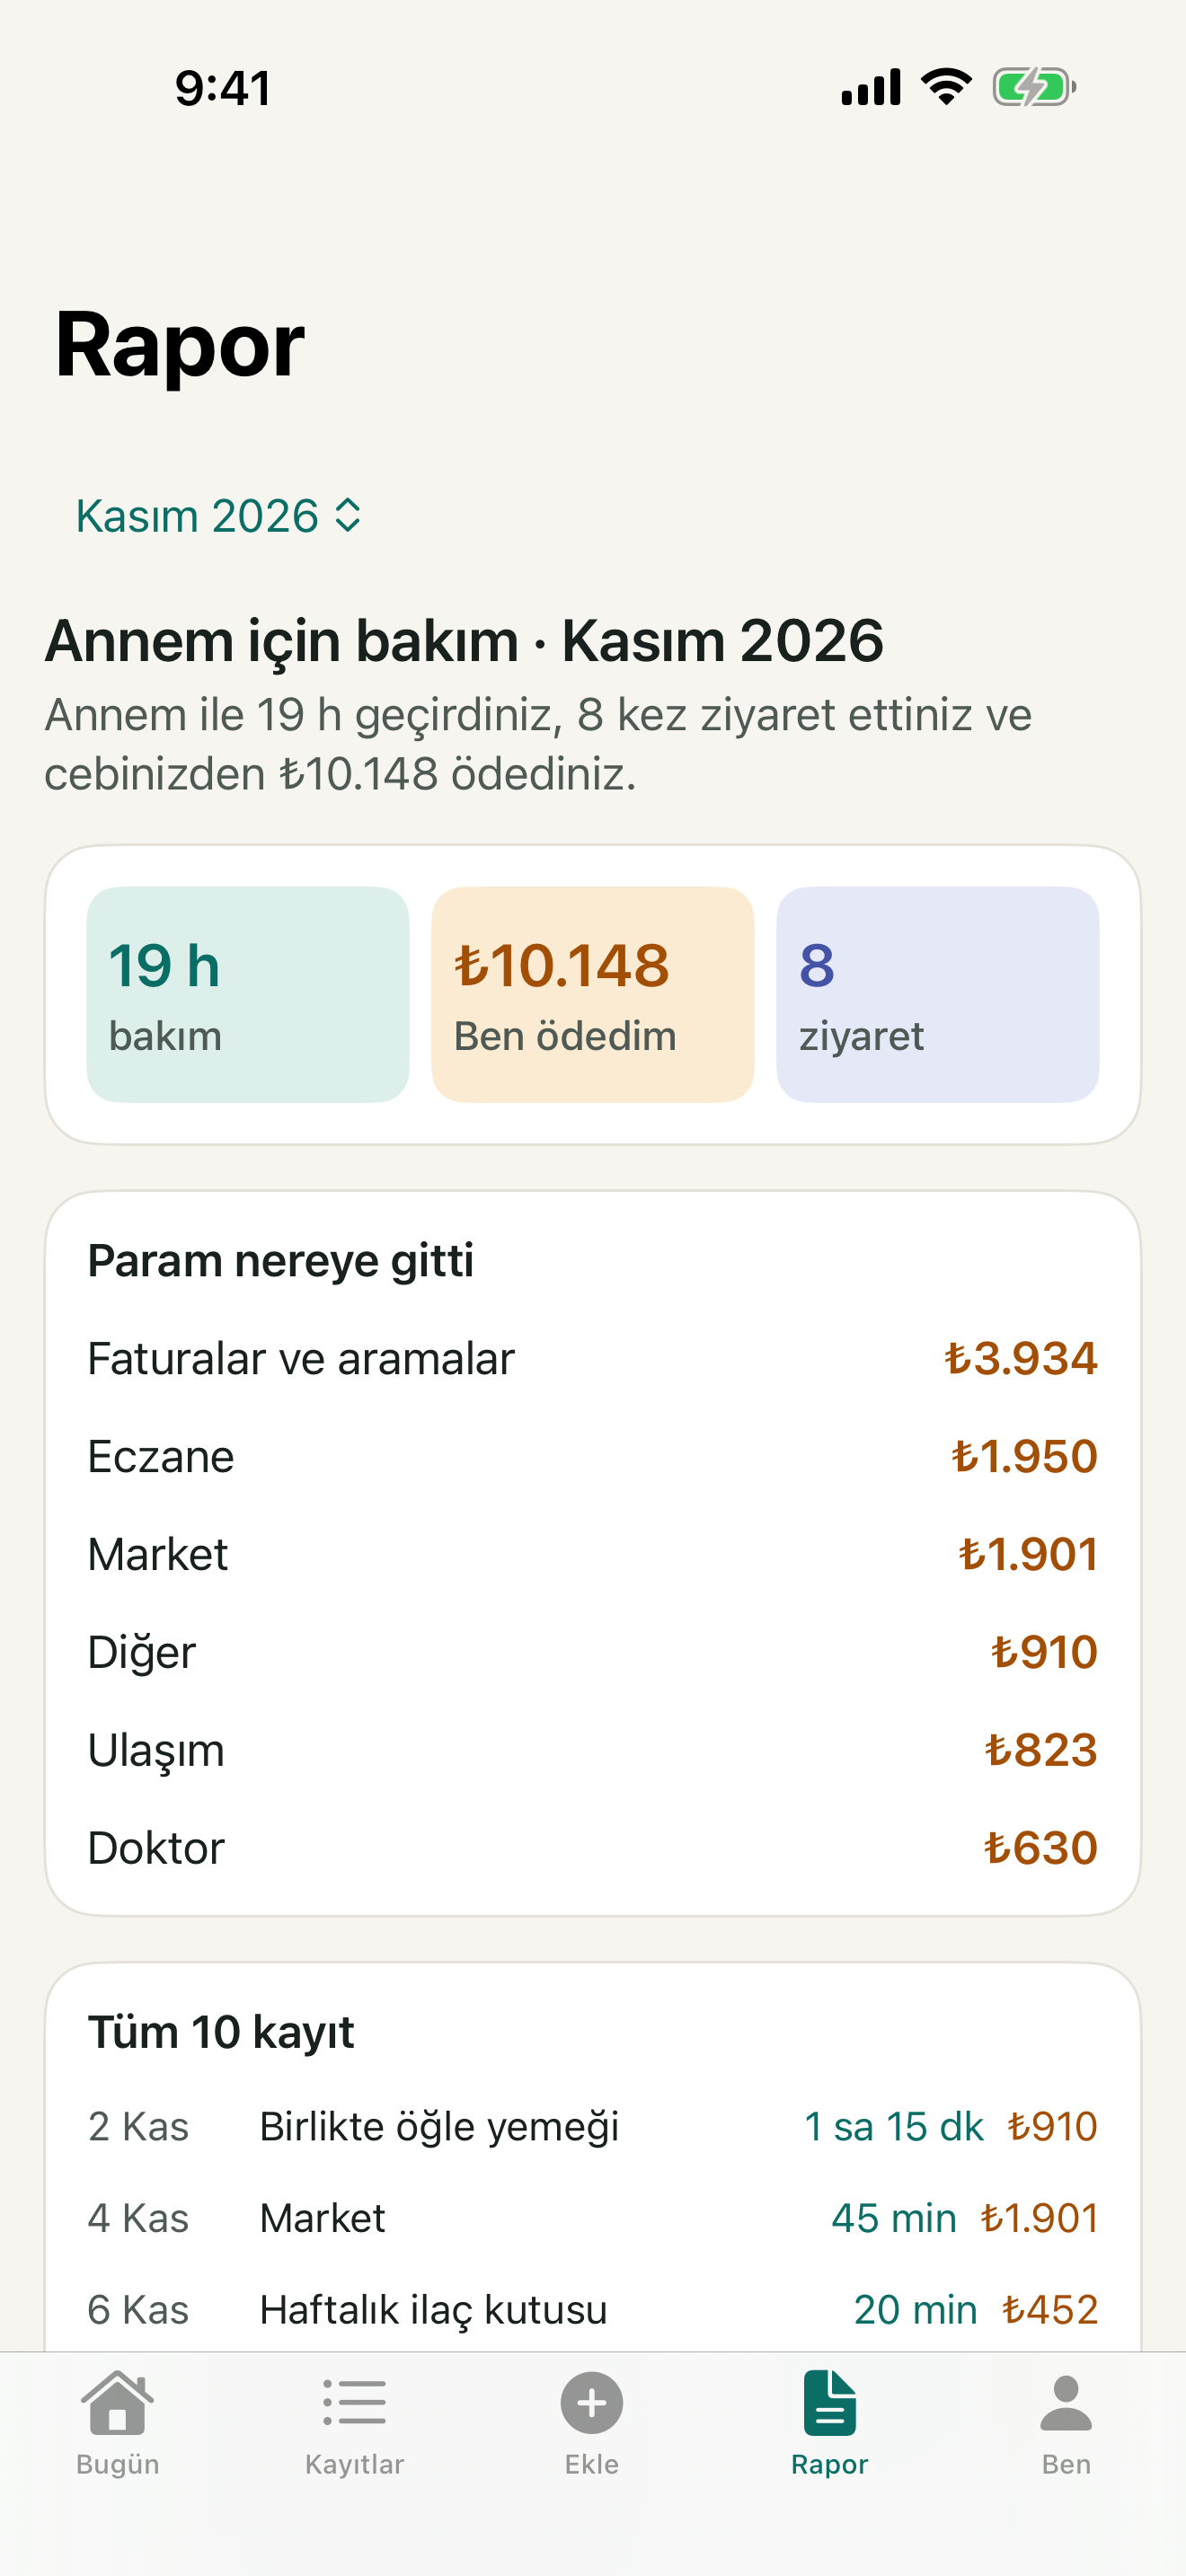 9:41
Rapor
Kasım 2026
Annem için bakım · Kasım 2026
Annem ile 19 h geçirdiniz, 8 kez ziyaret ettiniz ve
cebinizden ₺10.148 ödediniz.
19 h
bakım
₺10.148
Ben ödedim
8
ziyaret
Param nereye gitti
Faturalar ve aramalar ₺3.934
Eczane ₺1.950
Market ₺1.901
Diğer ₺910
Ulaşım ₺823
Doktor ₺630
Tüm 10 kayıt
2 Kas Birlikte öğle yemeği 1 sa 15 dk ₺910
4 Kas Market 45 min ₺1.901
6 Kas Haftalık ilaç kutusu 20 min ₺452
Bugün
Kayıtlar
Ekle
Rapor
Ben